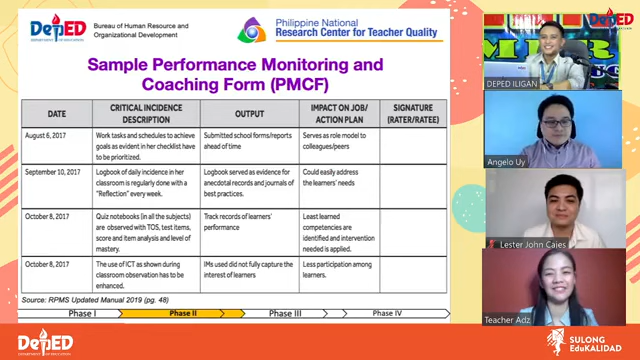 DepED
DEPARTMENT OF EDUCATION
Bureau of Human Resource and
Organizational Development
Philippine National
Research Center for Teacher Quality
Sample Performance Monitoring and
Coaching Form (PMCF)
DATE
CRITICAL INCIDENCE
DESCRIPTION
OUTPUT
IMPACT ON JOB/
ACTION PLAN
SIGNATURE
(RATER/RATEE)
August 6, 2017
Work tasks and schedules to achieve
goals as evident in her checklist have
to be prioritized.
Submitted school forms/reports
ahead of time
Serves as role model to
colleagues/peers
September 10, 2017
Logbook of daily incidence in her
classroom is regularly done with a
"Reflection" every week.
Logbook served as evidence for
anecdotal records and journals of
best practices.
Could easily address
the learners' needs
October 8, 2017
Quiz notebooks (in all the subjects)
are observed with TOS, test items,
score and item analysis and level of
mastery.
Track records of learners'
performance
Least learned
competencies are
identified and intervention
needed is applied.
October 8, 2017
The use of ICT as shown during
classroom observation has to be
enhanced.
IMs used did not fully capture the
interest of learners
Less participation among
learners.
Source: RPMS Updated Manual 2019 (pg. 48)
Phase I
Phase II
Phase III
Phase IV
DepED
DEPED ILIGAN
Angelo Uy
Lester John Cajes
Teacher Adz
DepED
DEPARTMENT OF EDUCATION
SULONG
EduKALIDAD